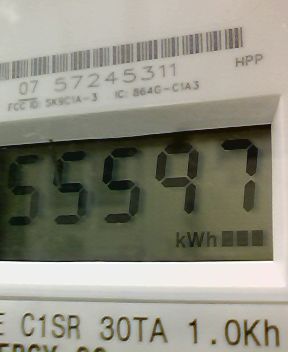 07 57245311 HPP
FCC ID: SK9C1A-3 IC: 864G-C1A3
55597
kWh
E C1SR 30TA 1.0Kh